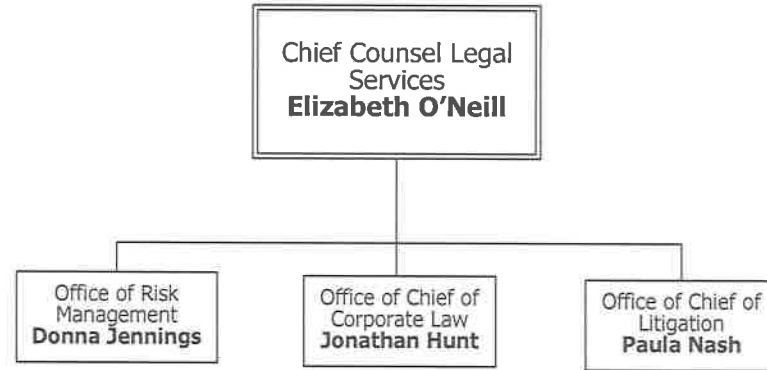 Chief Counsel Legal
Services
Elizabeth O'Neill
Office of Risk
Management
Donna Jennings
Office of Chief of
Corporate Law
Jonathan Hunt
Office of Chief of
Litigation
Paula Nash